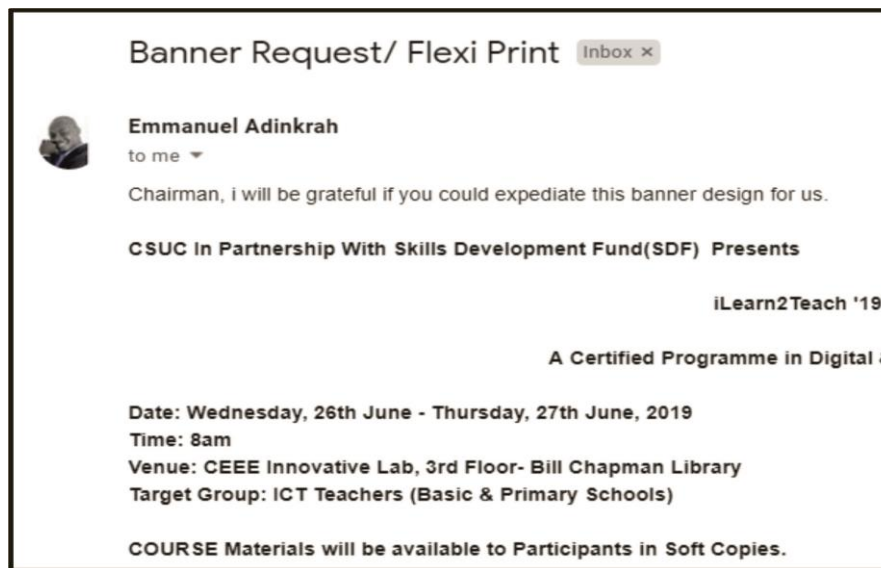 Banner Request/ Flexi Print Inbox ×
Emmanuel Adinkrah
to me
Chairman, i will be grateful if you could expediate this banner design for us.
CSUC In Partnership With Skills Development Fund(SDF) Presents
iLearn2Teach '19
A Certified Programme in Digital
Date: Wednesday, 26th June - Thursday, 27th June, 2019
Time: 8am
Venue: CEEE Innovative Lab, 3rd Floor- Bill Chapman Library
Target Group: ICT Teachers (Basic & Primary Schools)
COURSE Materials will be available to Participants in Soft Copies.